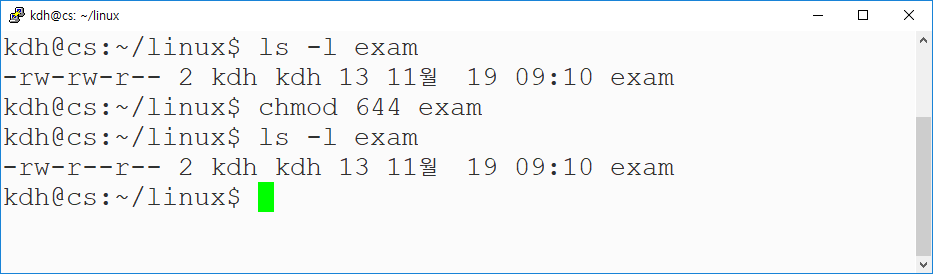 kdh@cs: ~/linux
kdh@cs:~/linux$ ls -l exam
-rw-rw-r-- 2 kdh kdh 13 11월  19 09:10 exam
kdh@cs:~/linux$ chmod 644 exam
kdh@cs:~/linux$ ls -l exam
-rw-r--r-- 2 kdh kdh 13 11월  19 09:10 exam
kdh@cs:~/linux$